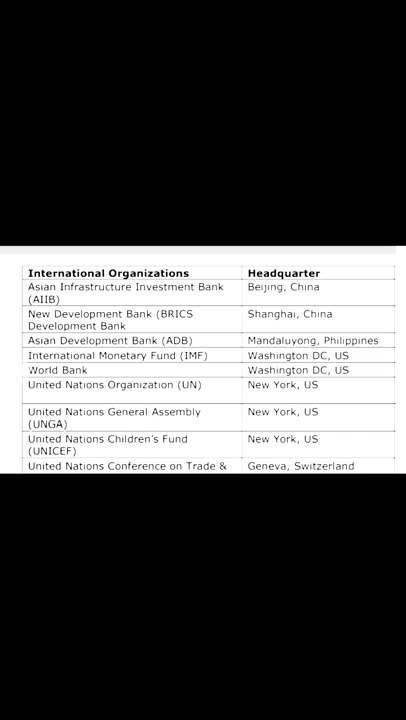 International Organizations Headquarter
Asian Infrastructure Investment Bank Beijing, China
(AIIB)
New Development Bank (BRICS Shanghai, China
Development Bank
Asian Development Bank (ADB) Mandaluyong, Philippines
International Monetary Fund (IMF) Washington DC, US
World Bank Washington DC, US
United Nations Organization (UN) New York, US
United Nations General Assembly New York, US
(UNGA)
United Nations Children's Fund New York, US
(UNICEF)
United Nations Conference on Trade & Geneva, Switzerland